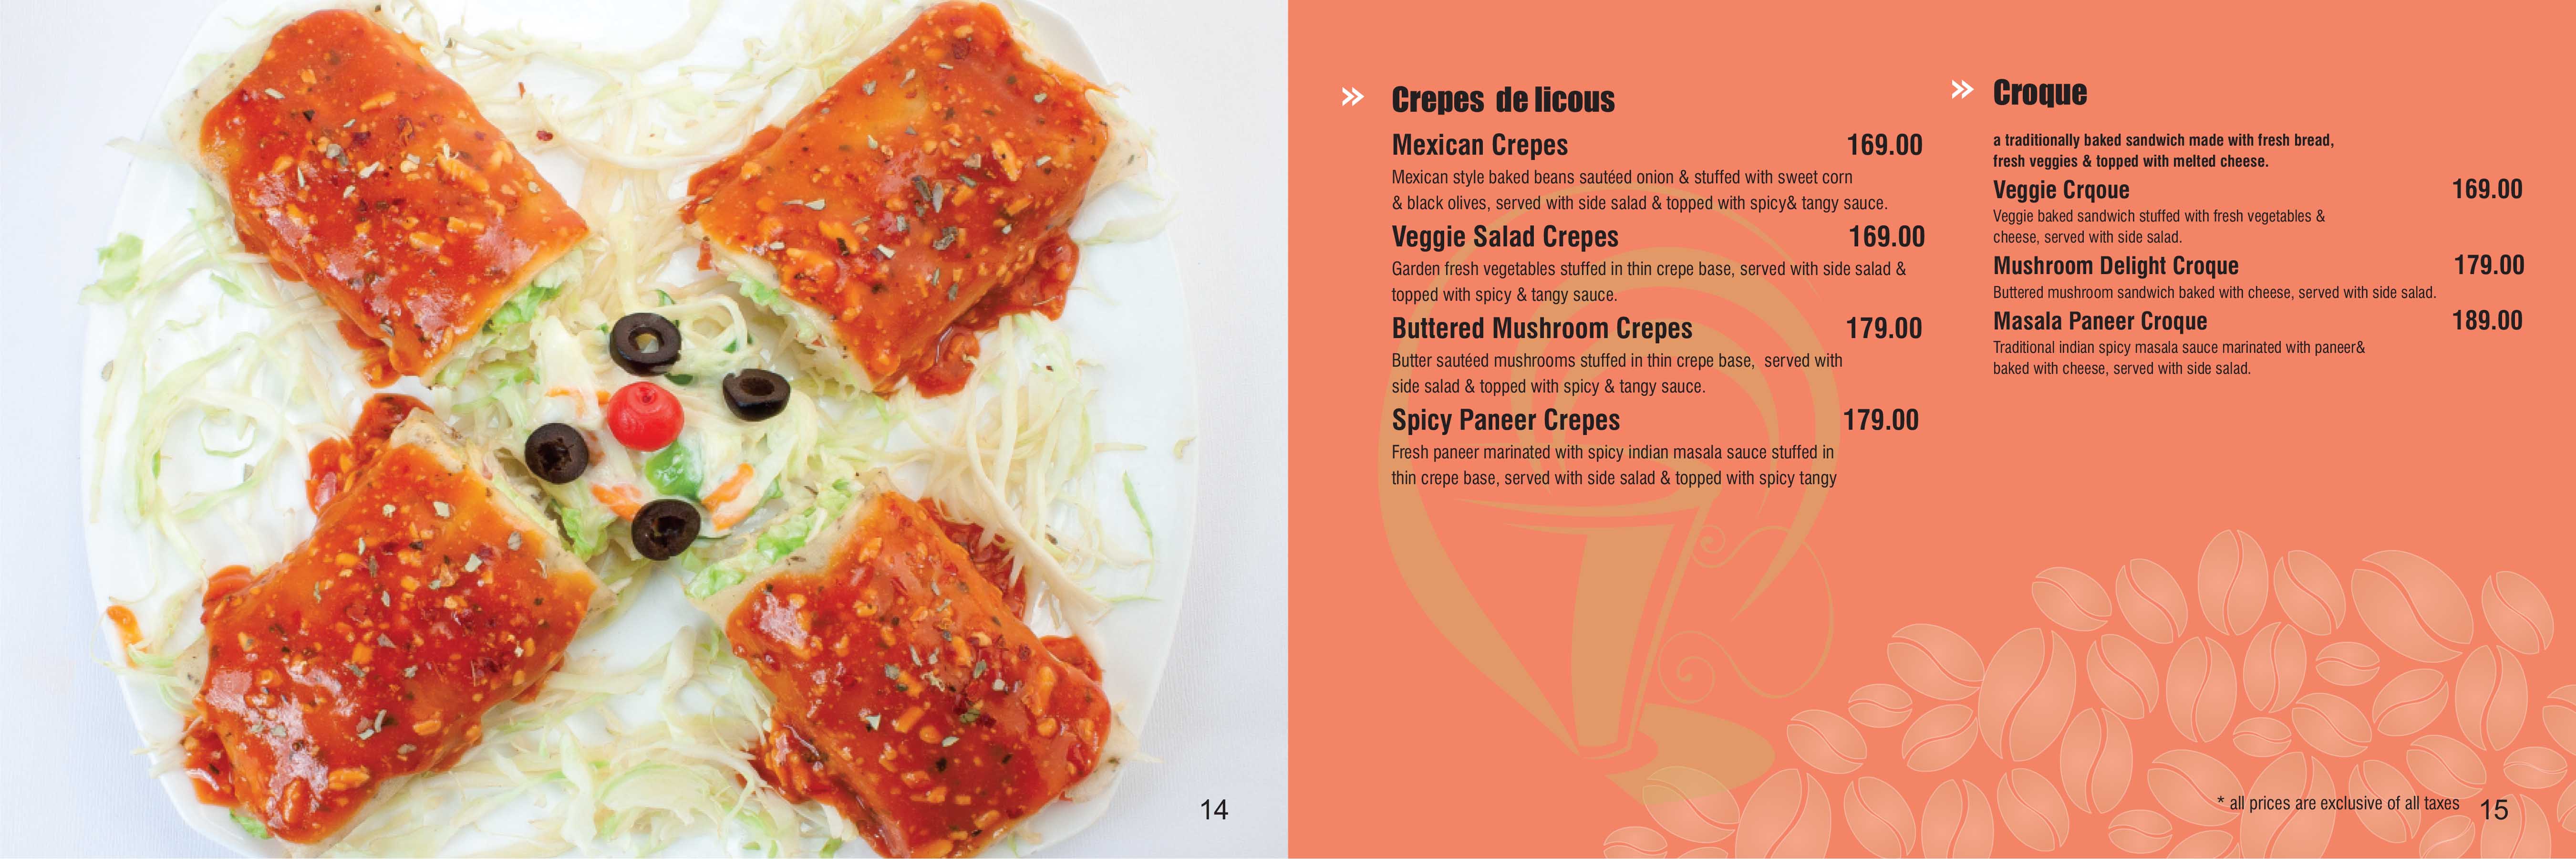 14
» Crepes de licous
Mexican Crepes 169.00
Mexican style baked beans sautéed onion & stuffed with sweet corn
& black olives, served with side salad & topped with spicy& tangy sauce.
Veggie Salad Crepes 169.00
Garden fresh vegetables stuffed in thin crepe base, served with side salad &
topped with spicy & tangy sauce.
Buttered Mushroom Crepes 179.00
Butter sautéed mushrooms stuffed in thin crepe base, served with
side salad & topped with spicy & tangy sauce.
Spicy Paneer Crepes 179.00
Fresh paneer marinated with spicy indian masala sauce stuffed in
thin crepe base, served with side salad & topped with spicy tangy
» Croque
a traditionally baked sandwich made with fresh bread,
fresh veggies & topped with melted cheese.
Veggie Crqoue 169.00
Veggie baked sandwich stuffed with fresh vegetables &
cheese, served with side salad.
Mushroom Delight Croque 179.00
Buttered mushroom sandwich baked with cheese, served with side salad.
Masala Paneer Croque 189.00
Traditional indian spicy masala sauce marinated with paneer&
baked with cheese, served with side salad.
* all prices are exclusive of all taxes 15